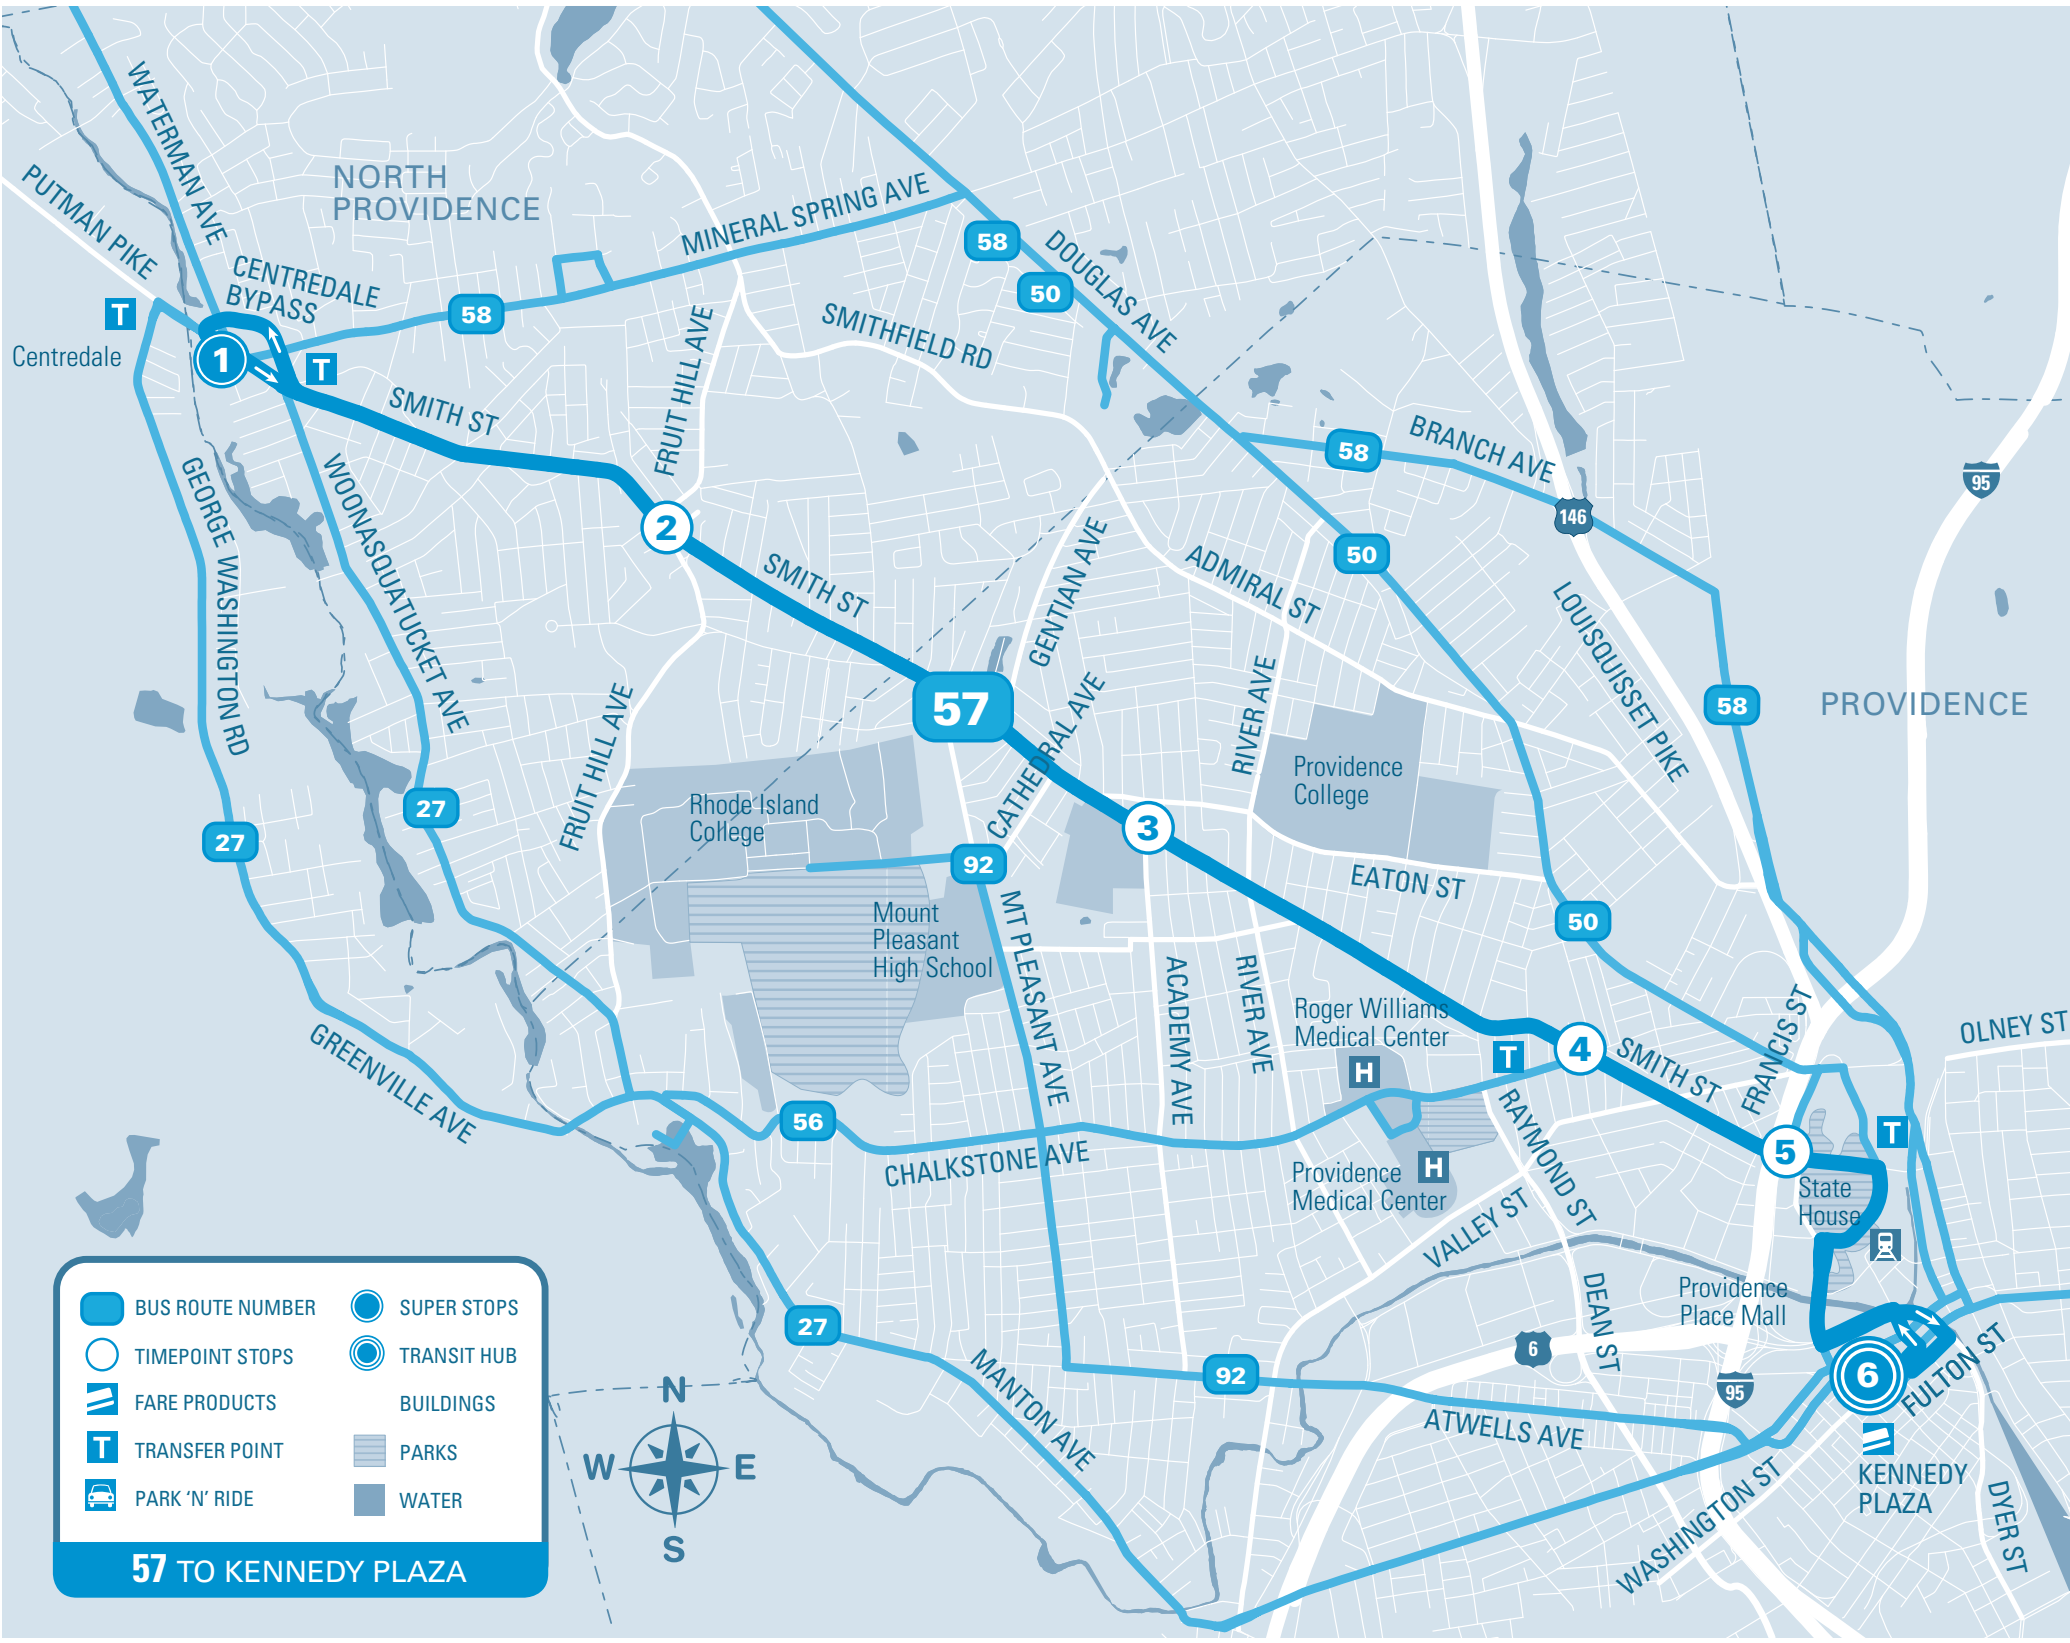 WATERMAN AVE
PUTMAN PIKE
NORTH
PROVIDENCE
CENTREDALE
BYPASS
MINERAL SPRING AVE
58
50
DOUGLAS AVE
T
58
Centredale
1
T
SMITH ST
FRUIT HILL AVE
SMITHFIELD RD
58
BRANCH AVE
146
95
GEORGE WASHINGTON RD
WOONASQUATUCKET AVE
2
SMITH ST
GENTIAN AVE
ADMIRAL ST
50
LOUISQUISSET PIKE
57
CATHEDRAL AVE
RIVER AVE
58
PROVIDENCE
FRUIT HILL AVE
27
27
Rhode Island
College
Providence
College
3
92
EATON ST
Mount
Pleasant
High School
MT PLEASANT AVE
50
ACADEMY AVE
RIVER AVE
Roger Williams
Medical Center
H
T
4
SMITH ST
FRANCIS ST
OLNEY ST
GREENVILLE AVE
56
CHALKSTONE AVE
RAYMOND ST
T
5
Providence
Medical Center
H
State
House
VALLEY ST
DEAN ST
Providence
Place Mall
27
MANTON AVE
92
6
95
6
FULTON ST
ATWELLS AVE
WASHINGTON ST
KENNEDY
PLAZA
DYER ST
BUS ROUTE NUMBER
SUPER STOPS
TIMEPOINT STOPS
TRANSIT HUB
FARE PRODUCTS
BUILDINGS
T
TRANSFER POINT
PARKS
PARK ‘N’ RIDE
WATER
57 TO KENNEDY PLAZA
N
W
E
S